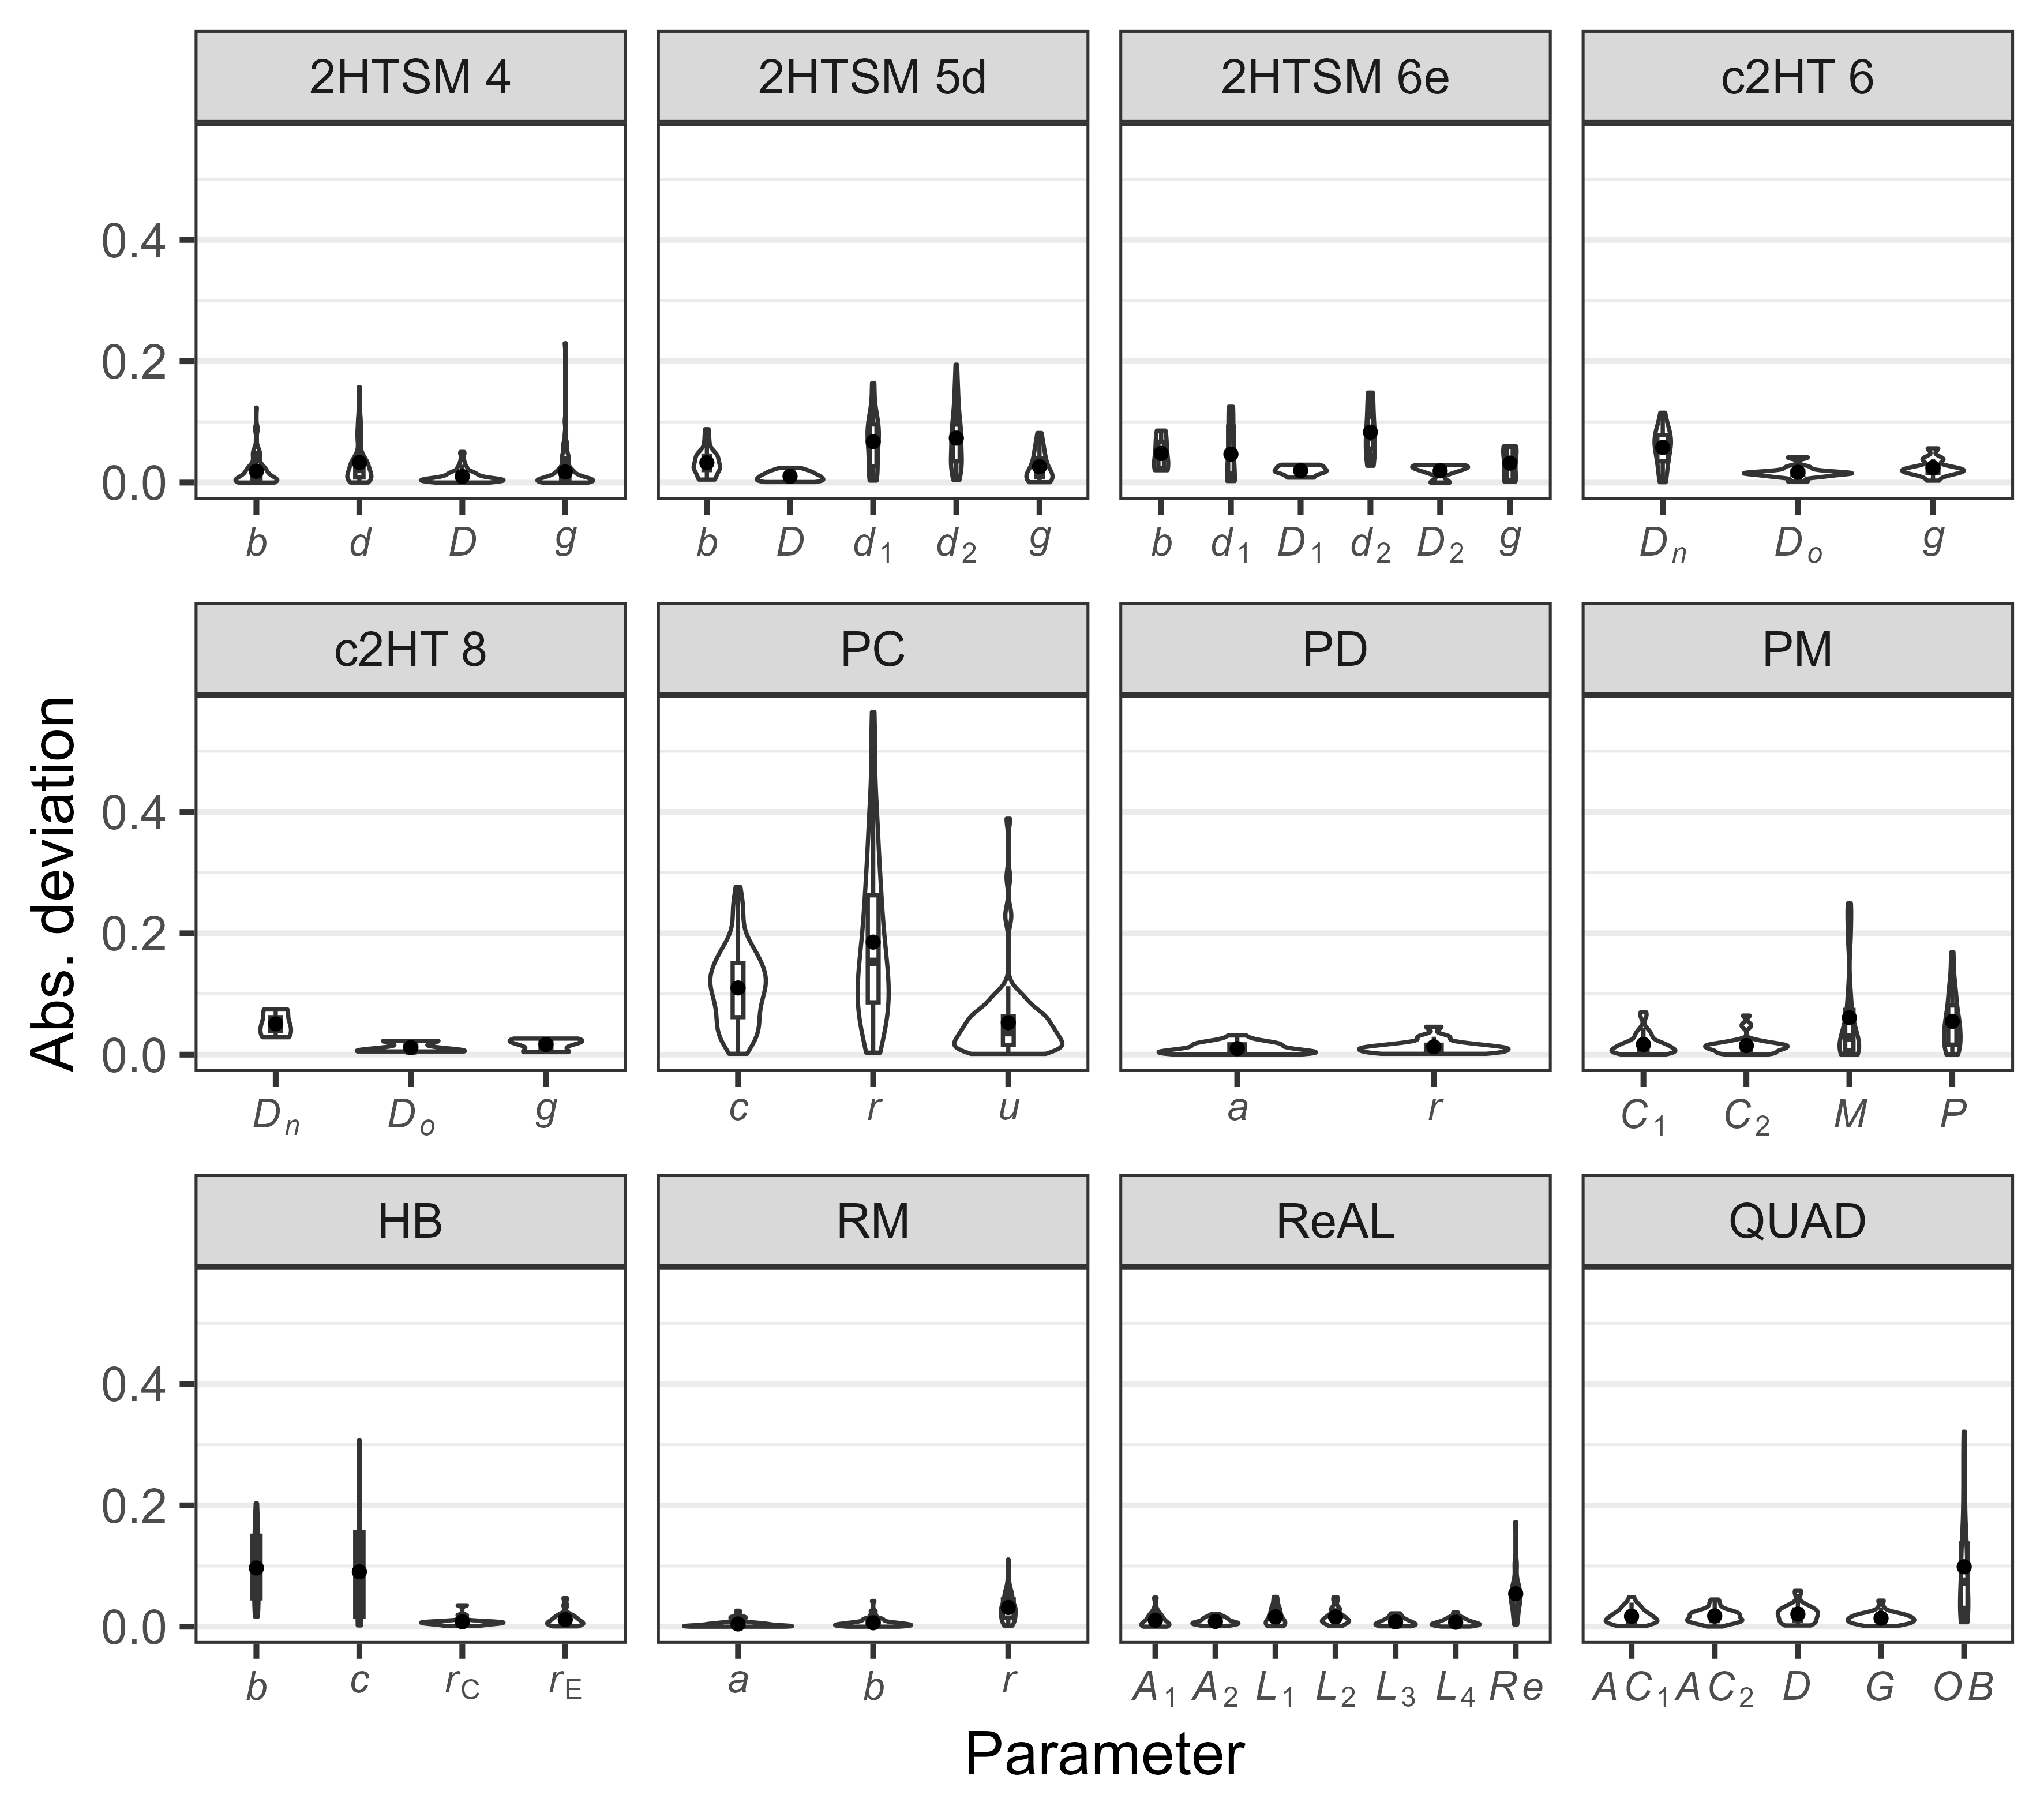 2HTSM 4 2HTSM 5d 2HTSM 6e c2HT 6
0.4
0.2
0.0
b d D g b D d1 d2 g b d1 D1 d2 D2 g Dn Do g
c2HT 8 PC PD PM
Abs. deviation
0.4
0.2
0.0
Dn Do g c r u a r C1 C2 M P
HB RM ReAL QUAD
0.4
0.2
0.0
b c rC rE a b r A1 A2 L1 L2 L3 L4 Re AC1 AC2 D G OB
Parameter